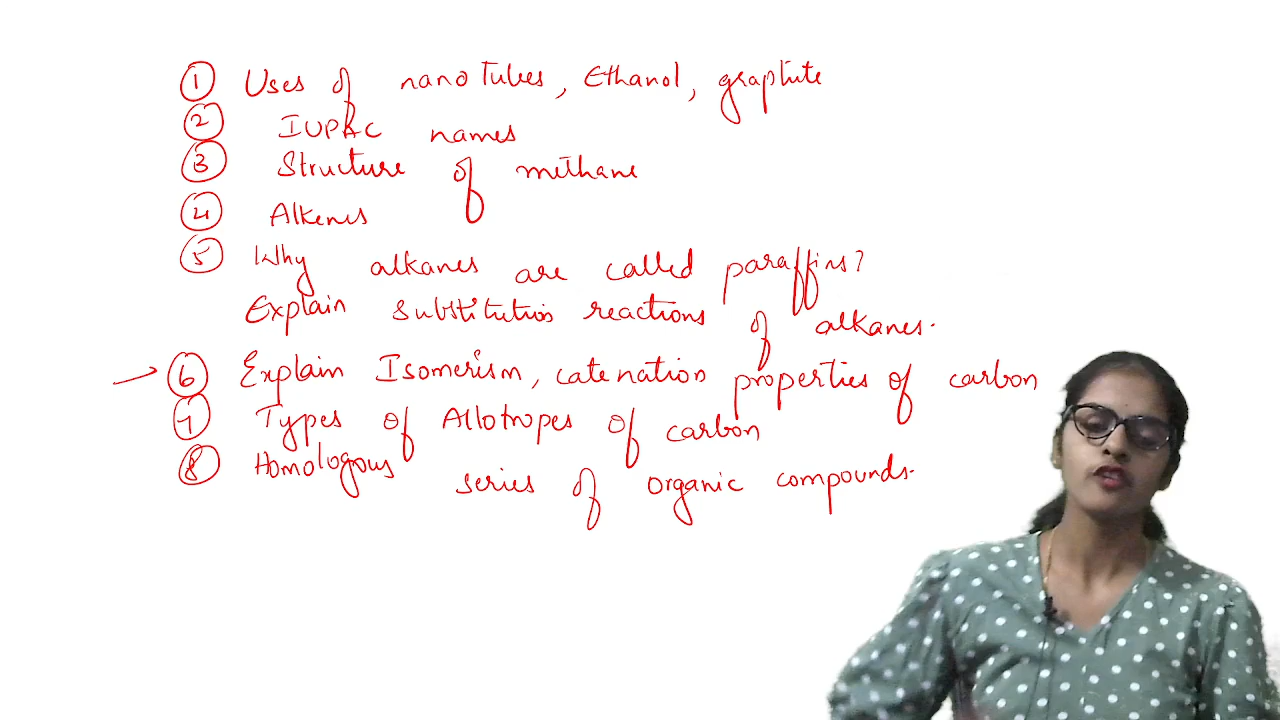 1 Uses of nano tubes, Ethanol, graphite
2 IUPAC names
3 Structure of methane
4 Alkenes
5 Why alkanes are called paraffins?
Explain substitution reactions of alkanes.
6 Explain Isomerism, catenation properties of carbon
7 Types of Allotropes of carbon
8 Homologous series of organic compounds.